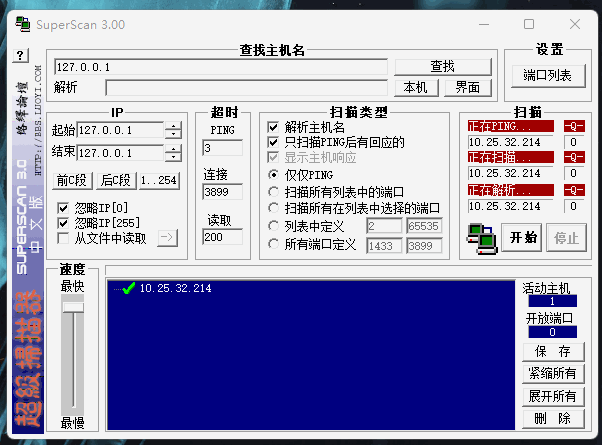 SuperScan 3.00
?
络绎論壇
HTTP://BBS.LUOYI.COM
SUPERSCAN 3.0
中文版
超级掃描器
查找主机名
127.0.0.1
查找
解析
本机
界面
设置
端口列表
IP
起始 127.0.0.1
结束 127.0.0.1
前C段
后C段
1..254
忽略IP[0]
忽略IP[255]
从文件中读取
->
超时
PING
3
连接
3899
读取
200
扫描类型
解析主机名
只扫描PING后有回应的
显示主机响应
仅仅PING
扫描所有列表中的端口
扫描所有在列表中选择的端口
列表中定义 2 65535
所有端口定义 1433 3899
扫描
正在PING... -Q-
10.25.32.214 0
正在扫描... -Q-
10.25.32.214 0
正在解析... -Q-
10.25.32.214 0
开始
停止
速度
最快
最慢
10.25.32.214
活动主机
1
开放端口
0
保 存
紧缩所有
展开所有
删 除